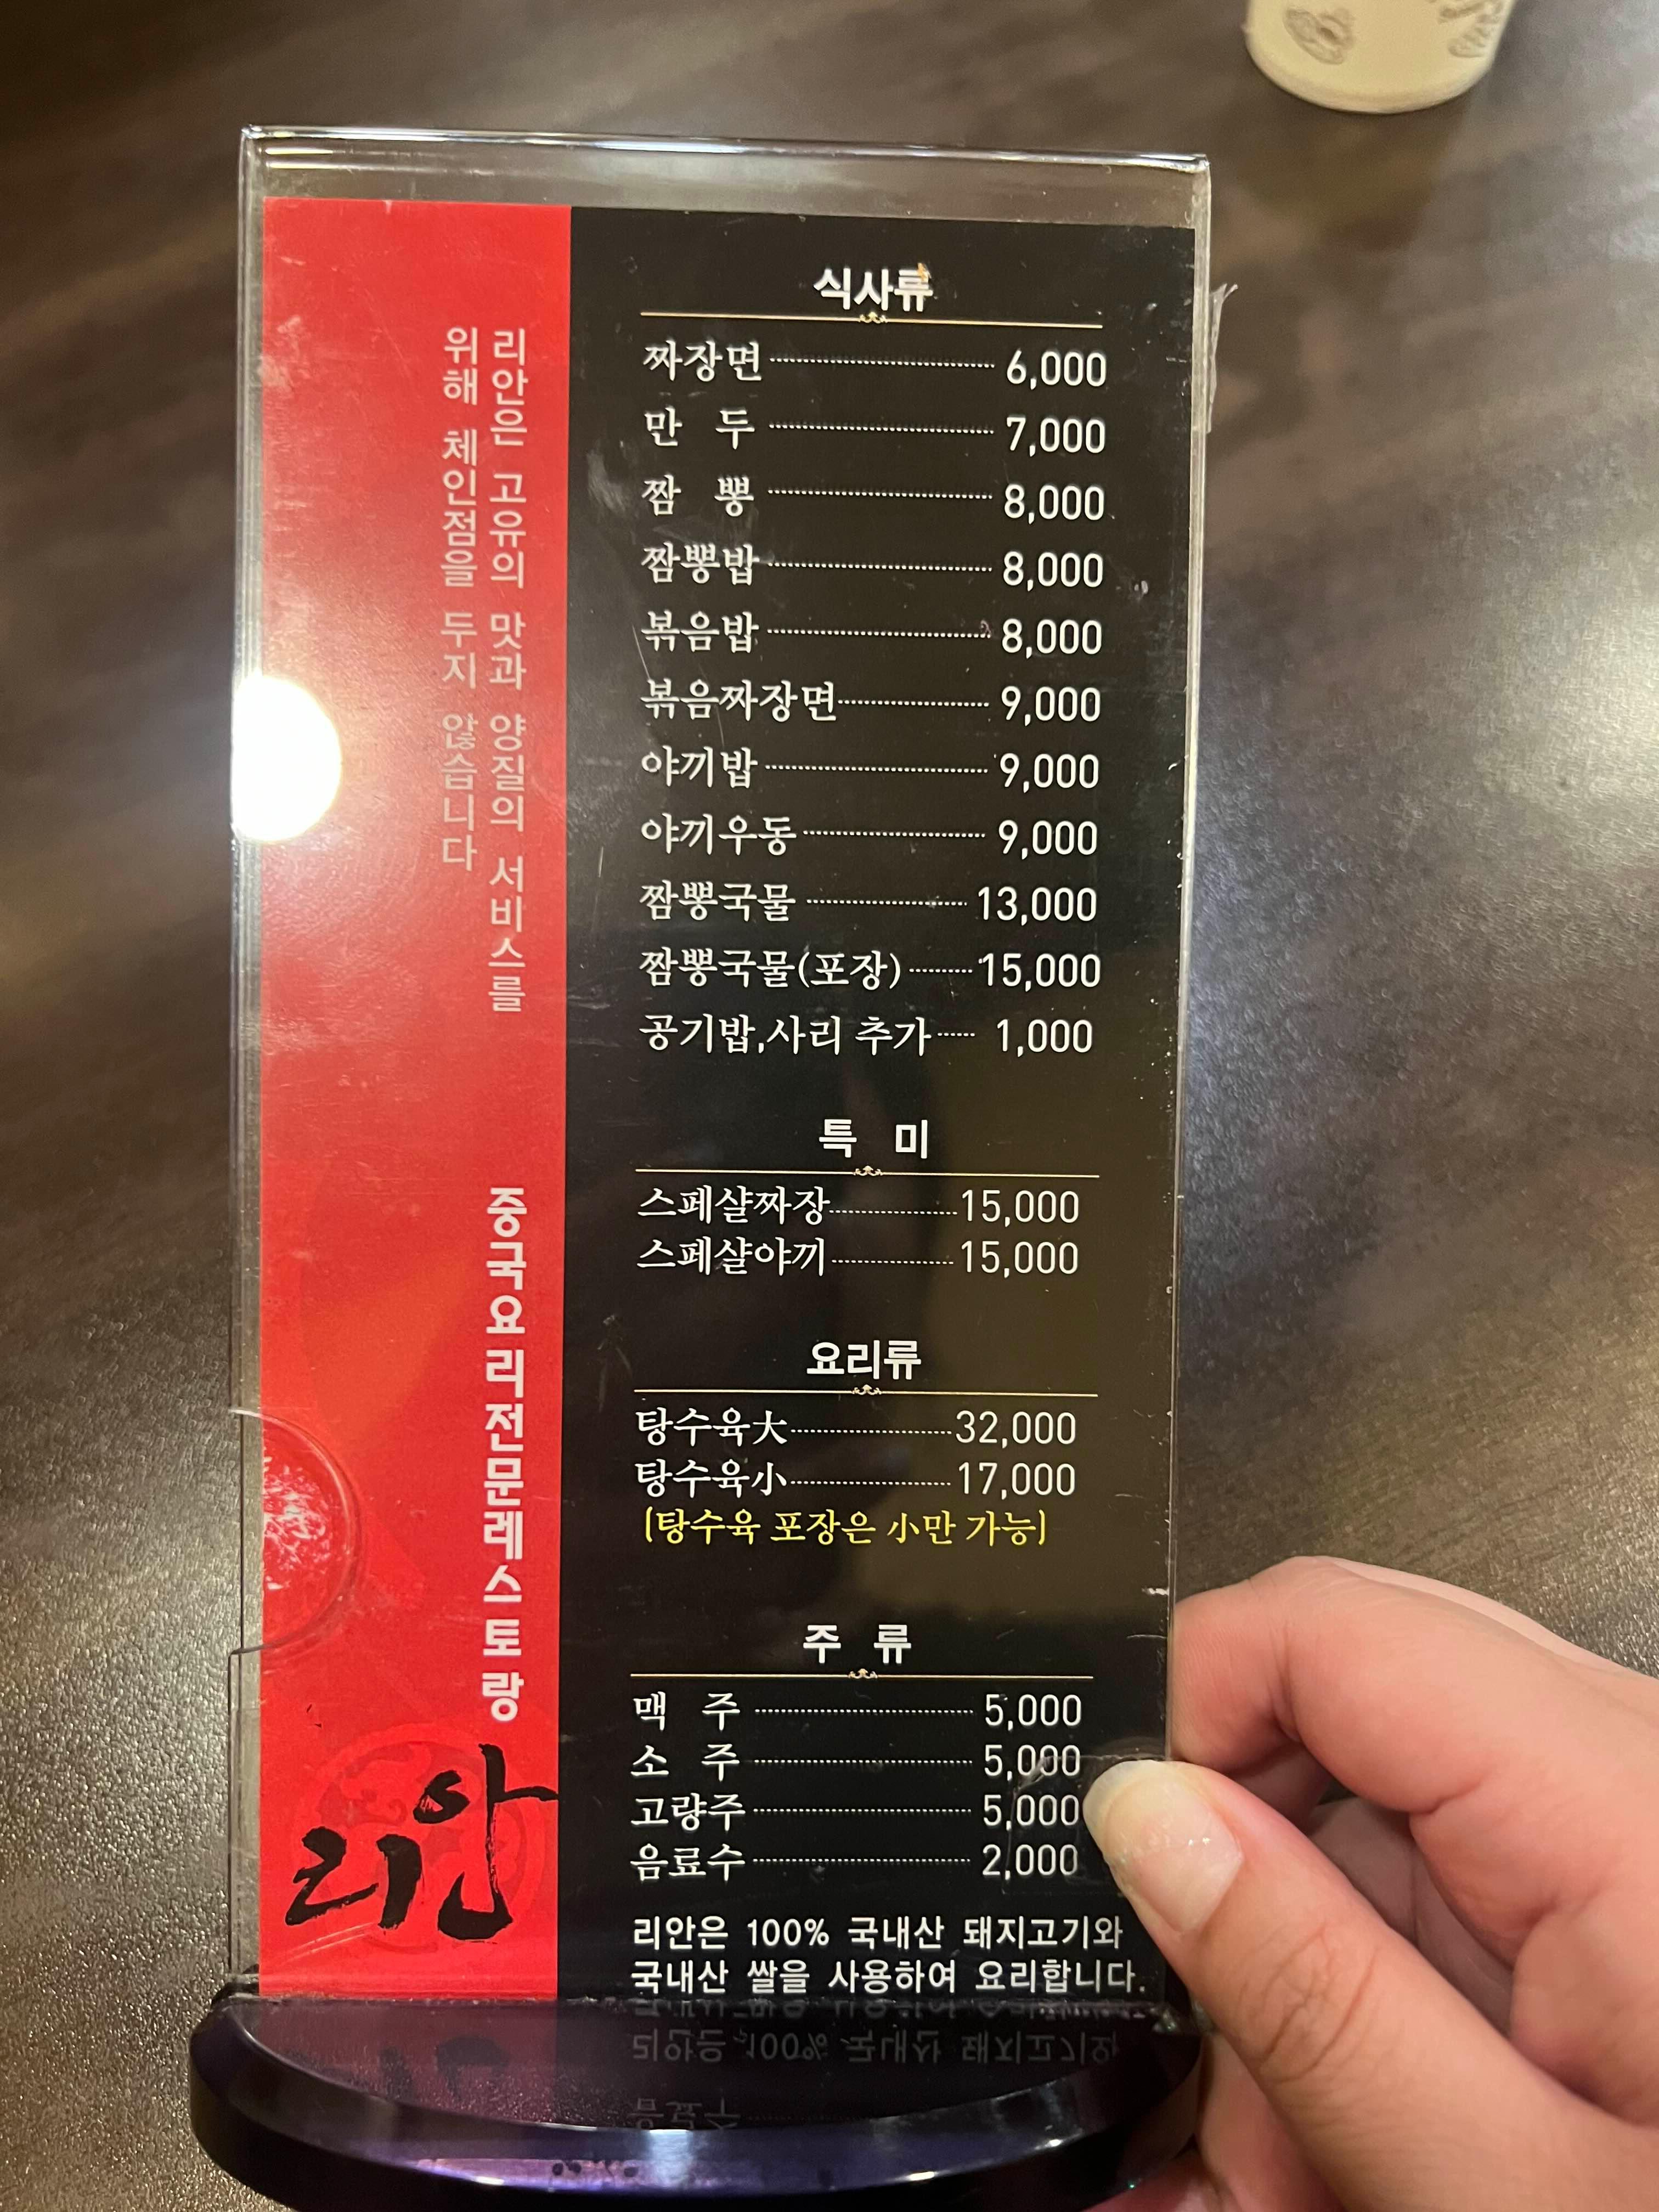 리안은 고유의 맛과 양질의 서비스를
위해 체인점을 두지 않습니다
중국요리전문레스토랑
리안
식사류
짜장면 6,000
만 두 7,000
짬 뽕 8,000
짬뽕밥 8,000
볶음밥 8,000
볶음짜장면 9,000
야끼밥 9,000
야끼우동 9,000
짬뽕국물 13,000
짬뽕국물(포장) 15,000
공기밥,사리 추가 1,000
특 미
스페샬짜장 15,000
스페샬야끼 15,000
요리류
탕수육大 32,000
탕수육小 17,000
(탕수육 포장은 小만 가능)
주 류
맥 주 5,000
소 주 5,000
고량주 5,000
음료수 2,000
리안은 100% 국내산 돼지고기와
국내산 쌀을 사용하여 요리합니다.